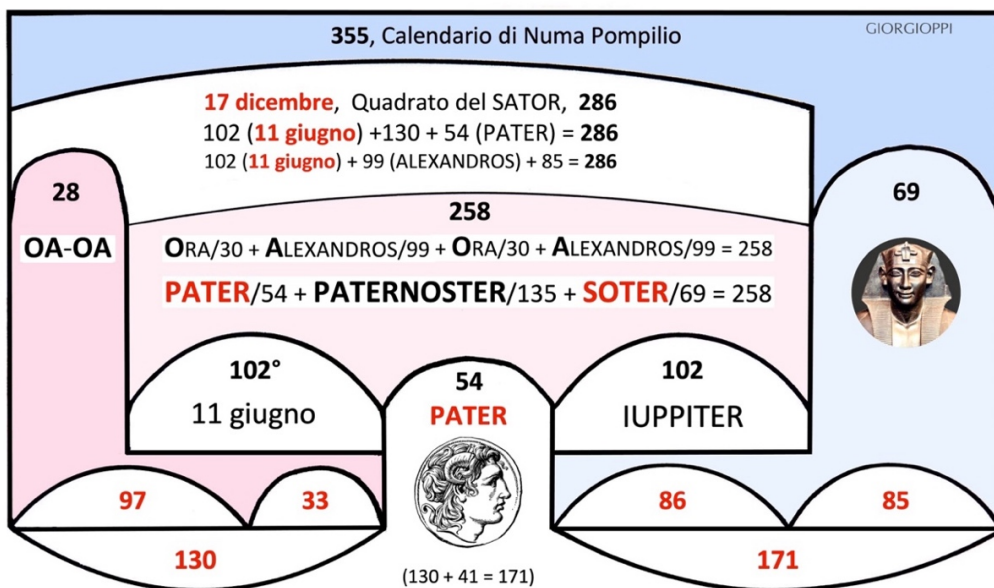 355, Calendario di Numa Pompilio
GIORGIOPPI
17 dicembre, Quadrato del SATOR, 286
102 (11 giugno) +130 + 54 (PATER) = 286
102 (11 giugno) + 99 (ALEXANDROS) + 85 = 286
28
258
69
OA-OA
ORA/30 + ALEXANDROS/99 + ORA/30 + ALEXANDROS/99 = 258
PATER/54 + PATERNOSTER/135 + SOTER/69 = 258
102°
54
102
11 giugno
PATER
IUPPITER
97
33
86
85
130
171
(130 + 41 = 171)